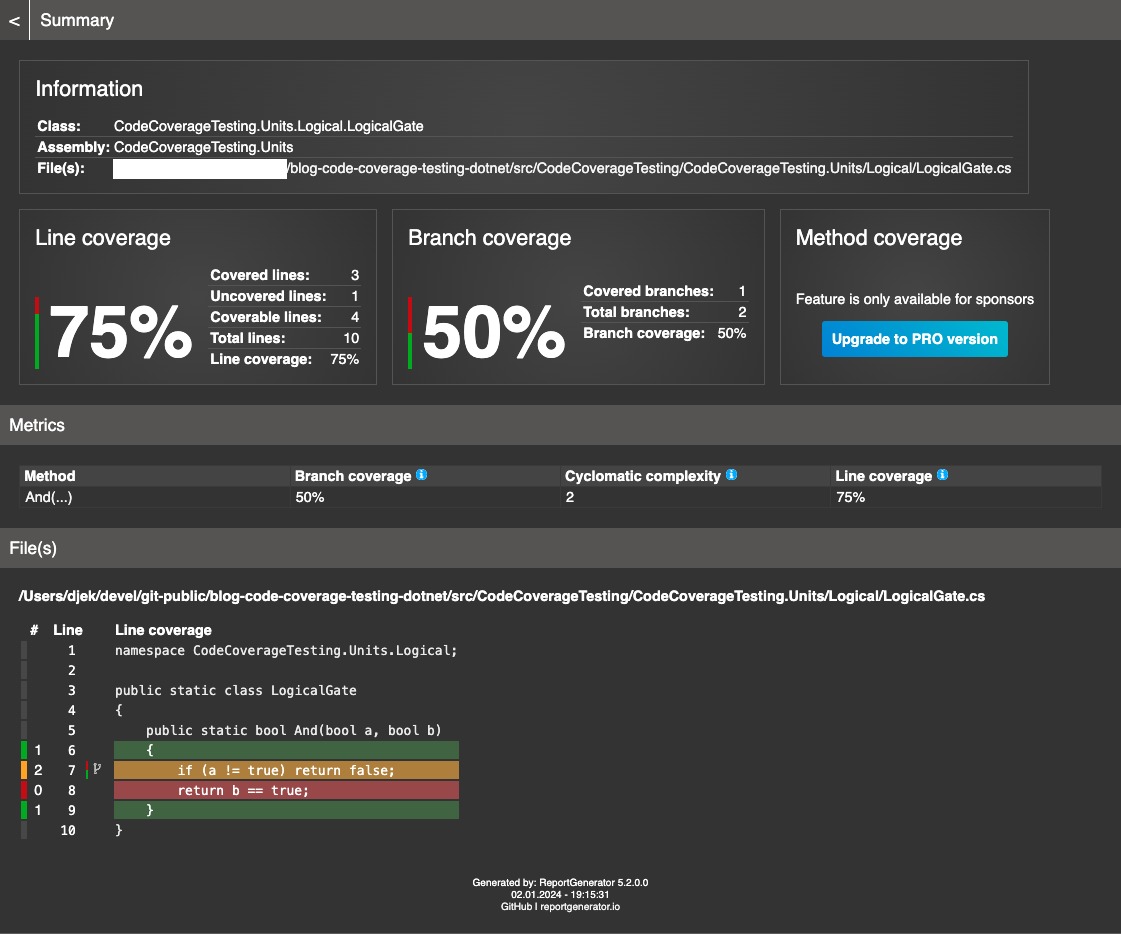 < Summary
Information
Class: CodeCoverageTesting.Units.Logical.LogicalGate
Assembly: CodeCoverageTesting.Units
File(s): /blog-code-coverage-testing-dotnet/src/CodeCoverageTesting/CodeCoverageTesting.Units/Logical/LogicalGate.cs
Line coverage
75%
Covered lines: 3
Uncovered lines: 1
Coverable lines: 4
Total lines: 10
Line coverage: 75%
Branch coverage
50%
Covered branches: 1
Total branches: 2
Branch coverage: 50%
Method coverage
Feature is only available for sponsors
Upgrade to PRO version
Metrics
Method Branch coverage i Cyclomatic complexity i Line coverage i
And(...) 50% 2 75%
File(s)
/Users/djek/devel/git-public/blog-code-coverage-testing-dotnet/src/CodeCoverageTesting/CodeCoverageTesting.Units/Logical/LogicalGate.cs
# Line Line coverage
1 namespace CodeCoverageTesting.Units.Logical;
2
3 public static class LogicalGate
4 {
5     public static bool And(bool a, bool b)
1 6     {
2 7         if (a != true) return false;
0 8         return b == true;
1 9     }
10 }
Generated by: ReportGenerator 5.2.0.0
02.01.2024 - 19:15:31
GitHub | reportgenerator.io